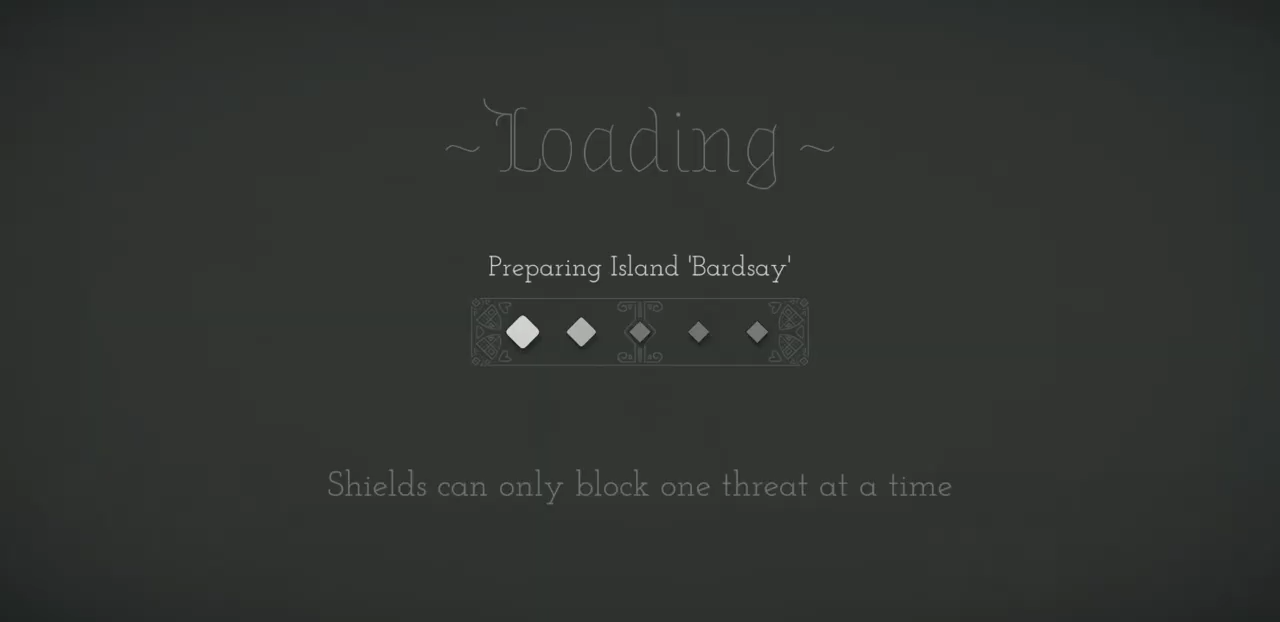 ~ Loading ~
Preparing Island 'Bardsay'
Shields can only block one threat at a time